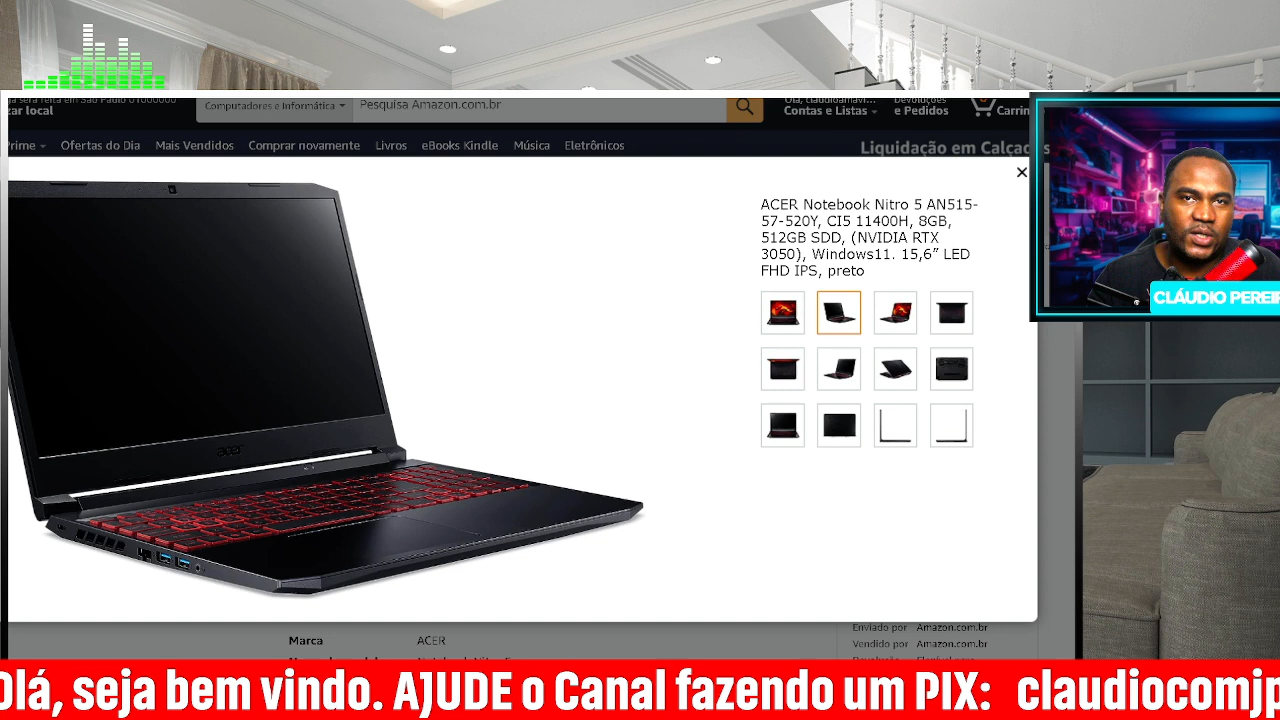 zar local
Computadores e Informática
Pesquisa Amazon.com.br
Olá, claudioamavi...
Contas e Listas
Devoluções
e Pedidos
Carrin
Prime
Ofertas do Dia
Mais Vendidos
Comprar novamente
Livros
eBooks Kindle
Música
Eletrônicos
Liquidação em Calçados
ACER Notebook Nitro 5 AN515-
57-520Y, CI5 11400H, 8GB,
512GB SDD, (NVIDIA RTX
3050), Windows11. 15,6” LED
FHD IPS, preto
acer
CLÁUDIO PEREIR
Marca
ACER
Enviado por
Amazon.com.br
Vendido por
Amazon.com.br
Olá, seja bem vindo. AJUDE o Canal fazendo um PIX: claudiocomjp